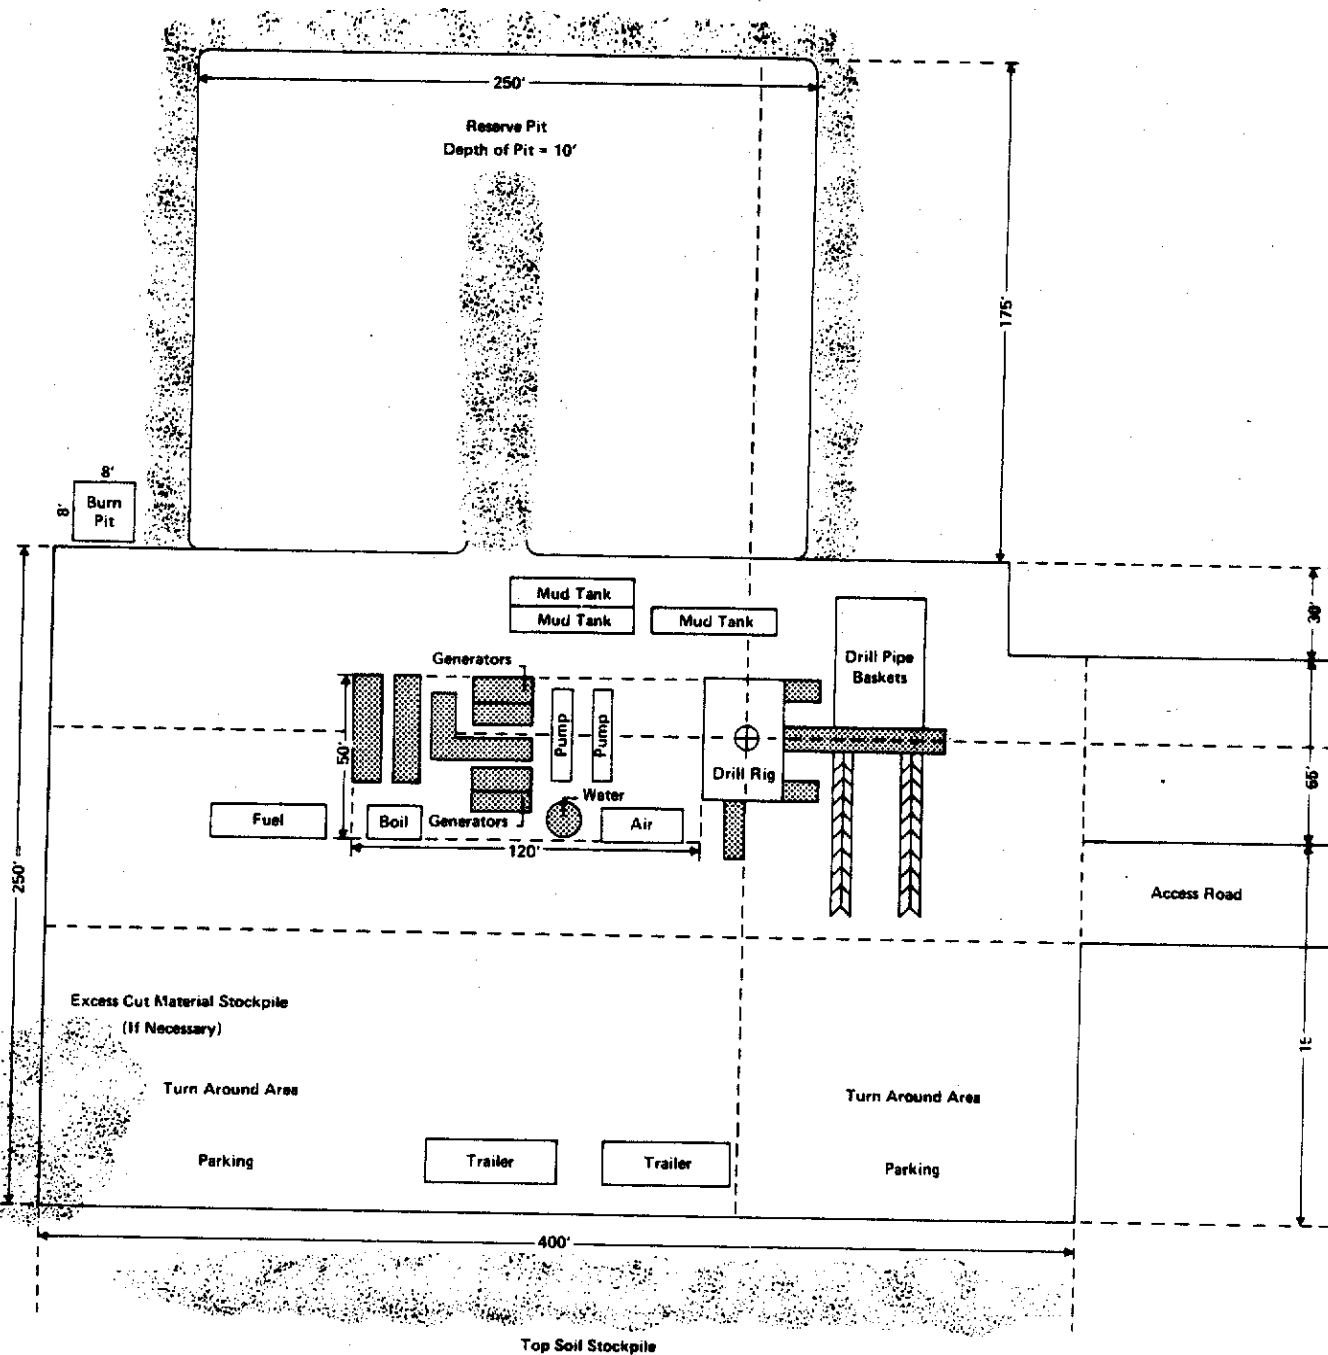 250'
Reserve Pit
Depth of Pit = 10'
175'
8'
8'
Burn
Pit
Mud Tank
Mud Tank
Mud Tank
30'
Generators
Drill Pipe
Baskets
50'
Pump
Pump
Drill Rig
Water
Fuel
Boil
Generators
Air
120'
250'
Access Road
Excess Cut Material Stockpile
(If Necessary)
Turn Around Area
Turn Around Area
Parking
Trailer
Trailer
Parking
400'
Top Soil Stockpile